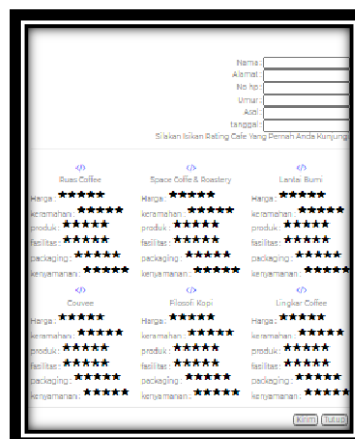 Nama :
Alamat :
No hp :
Umur :
Asal :
tanggal :
Silakan Isikan Rating Cafe Yang Pernah Anda Kunjungi
</> </> </>
Ruas Coffee Space Coffie & Roastery Lantai Bumi
Harga : ★★★★★ Harga : ★★★★★ Harga : ★★★★★
keramahan : ★★★★★ keramahan : ★★★★★ keramahan : ★★★★★
produk : ★★★★★ produk : ★★★★★ produk : ★★★★★
fasilitas : ★★★★★ fasilitas : ★★★★★ fasilitas : ★★★★★
packaging : ★★★★★ packaging : ★★★★★ packaging : ★★★★★
kenyamanan : ★★★★★ kenyamanan : ★★★★★ kenyamanan : ★★★★★
</> </> </>
Couvee Filosofi Kopi Lingkar Coffee
Harga : ★★★★★ Harga : ★★★★★ Harga : ★★★★★
keramahan : ★★★★★ keramahan : ★★★★★ keramahan : ★★★★★
produk : ★★★★★ produk : ★★★★★ produk : ★★★★★
fasilitas : ★★★★★ fasilitas : ★★★★★ fasilitas : ★★★★★
packaging : ★★★★★ packaging : ★★★★★ packaging : ★★★★★
kenyamanan : ★★★★★ kenyamanan : ★★★★★ kenyamanan : ★★★★★
Kirim Tutup